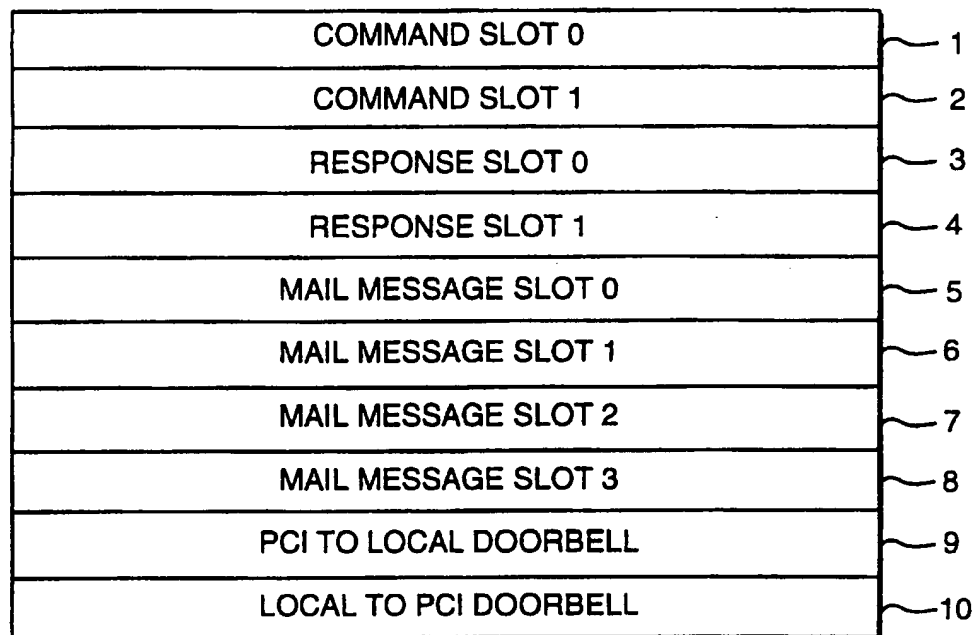 COMMAND SLOT 0 1
COMMAND SLOT 1 2
RESPONSE SLOT 0 3
RESPONSE SLOT 1 4
MAIL MESSAGE SLOT 0 5
MAIL MESSAGE SLOT 1 6
MAIL MESSAGE SLOT 2 7
MAIL MESSAGE SLOT 3 8
PCI TO LOCAL DOORBELL 9
LOCAL TO PCI DOORBELL 10